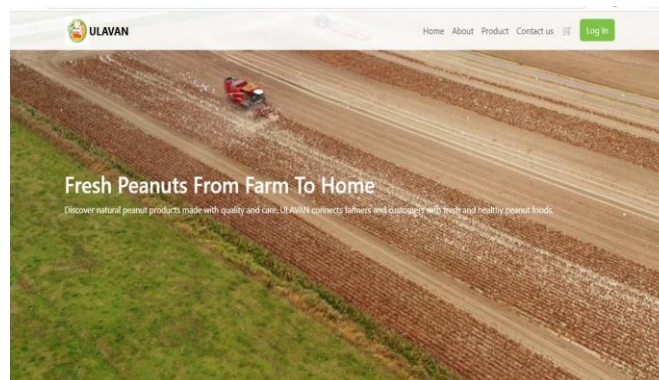 ULAVAN
Home About Product Contact us Log In
Fresh Peanuts From Farm To Home
Discover natural peanut products made with quality and care. ULAVAN connects farmers and customers with fresh and healthy peanut foods.